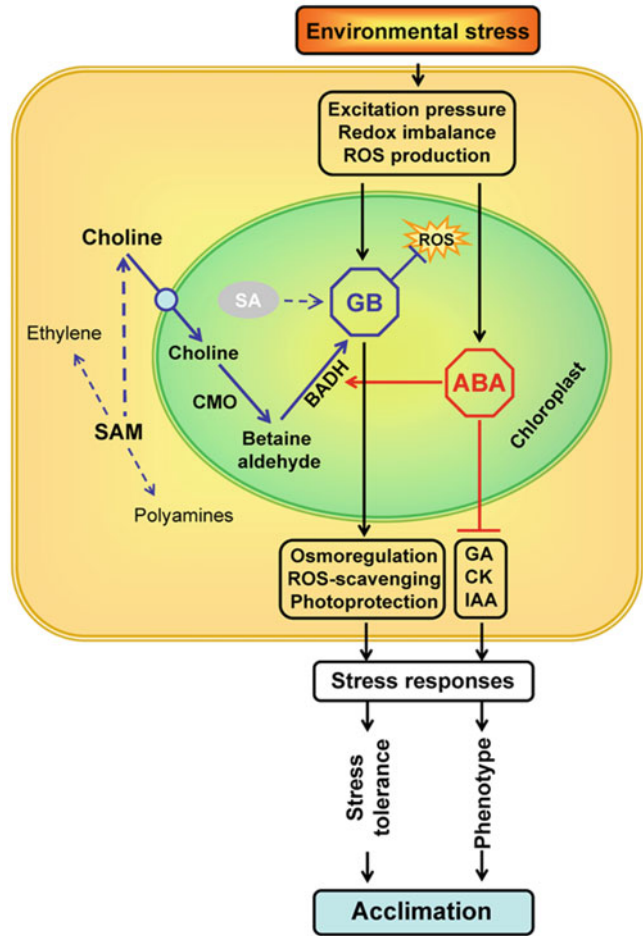 Environmental stress
Excitation pressure
Redox imbalance
ROS production
Choline
ROS
SA
GB
Ethylene
Choline
BADH
ABA
CMO
Chloroplast
SAM
Betaine
aldehyde
Polyamines
Osmoregulation
ROS-scavenging
Photoprotection
GA
CK
IAA
Stress responses
Stress
tolerance
Phenotype
Acclimation